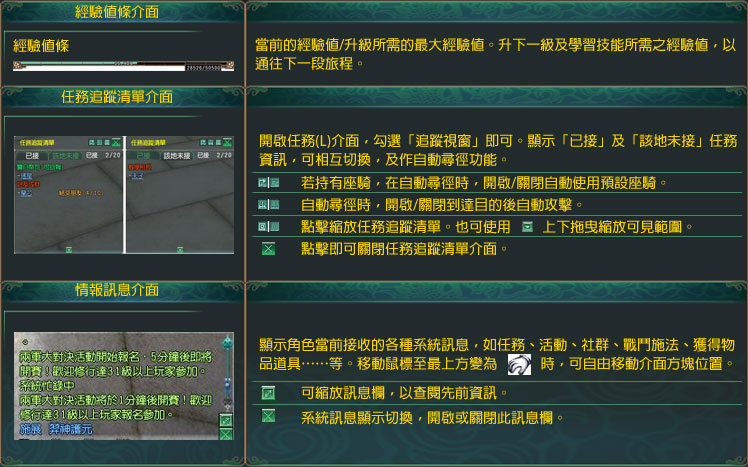 經驗值條介面
經驗值條
28526/50500
當前的經驗值/升級所需的最大經驗值。升下一級及學習技能所需之經驗值，以
通往下一段旅程。
任務追蹤清單介面
任務追蹤清單
已接 該地未接 已接 2/20
任務追蹤清單
已接 該地未接 已接 2/20
開啟任務(L)介面，勾選「追蹤視窗」即可。顯示「已接」及「該地未接」任務
資訊，可相互切換，及作自動尋徑功能。
若持有座騎，在自動尋徑時，開啟/關閉自動使用預設座騎。
自動尋徑時，開啟/關閉到達目的後自動攻擊。
點擊縮放任務追蹤清單。也可使用 上下拖曳縮放可見範圍。
點擊即可關閉任務追蹤清單介面。
情報訊息介面
兩軍大對決活動開始報名，5分鐘後即將
開賽！歡迎修行達31級以上玩家參加。
系統忙錄中
兩軍大對決活動將於1分鐘後開賽！歡迎
修行達31級以上玩家報名參加。
施展 羿神護元
顯示角色當前接收的各種系統訊息，如任務、活動、社群、戰鬥施法、獲得物
品道具……等。移動鼠標至最上方變為 時，可自由移動介面方塊位置。
可縮放訊息欄，以查閱先前資訊。
系統訊息顯示切換，開啟或關閉此訊息欄。